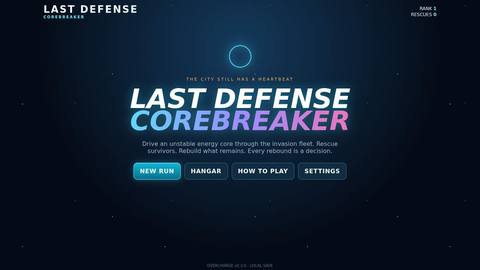 LAST DEFENSE
COREBREAKER
RANK 1
RESCUES 0
THE CITY STILL HAS A HEARTBEAT
LAST DEFENSE
COREBREAKER
Drive an unstable energy core through the invasion fleet. Rescue
survivors. Rebuild what remains. Every rebound is a decision.
NEW RUN
HANGAR
HOW TO PLAY
SETTINGS